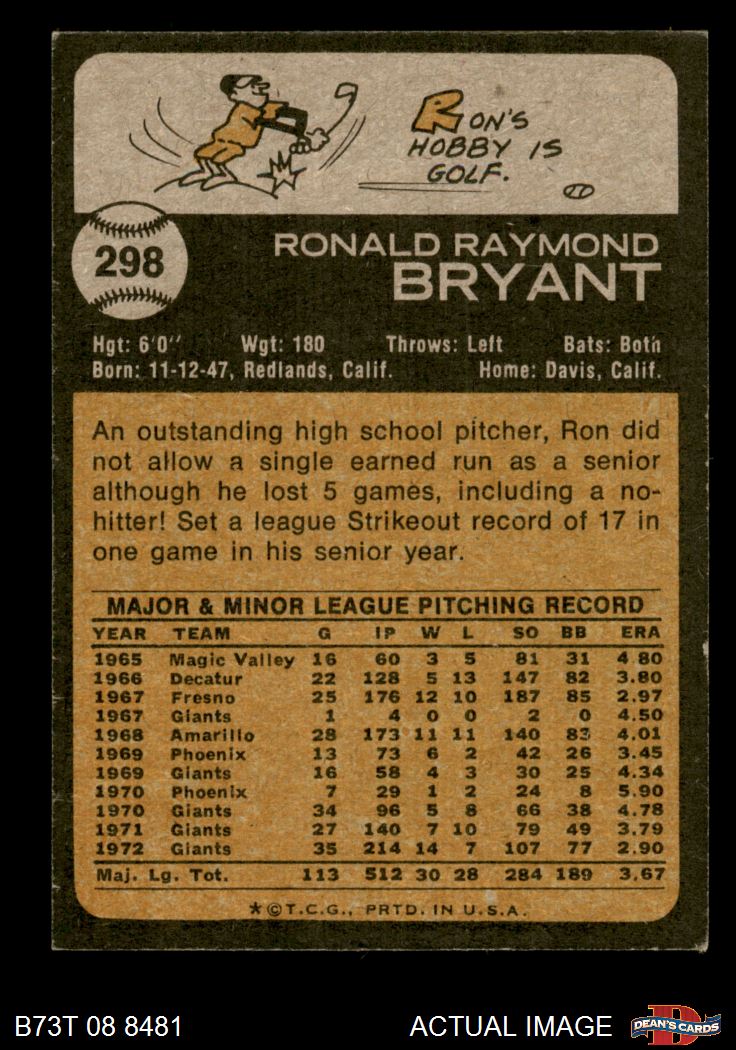 RON'S
HOBBY IS
GOLF.
298
RONALD RAYMOND
BRYANT
Hgt: 6'0" Wgt: 180 Throws: Left Bats: Both
Born: 11-12-47, Redlands, Calif. Home: Davis, Calif.
An outstanding high school pitcher, Ron did
not allow a single earned run as a senior
although he lost 5 games, including a no-
hitter! Set a league Strikeout record of 17 in
one game in his senior year.
MAJOR & MINOR LEAGUE PITCHING RECORD
YEAR TEAM G IP W L SO BB ERA
1965 Magic Valley 16 60 3 5 81 31 4.80
1966 Decatur 22 128 5 13 147 82 3.80
1967 Fresno 25 176 12 10 187 85 2.97
1967 Giants 1 4 0 0 2 0 4.50
1968 Amarillo 28 173 11 11 140 83 4.01
1969 Phoenix 13 73 6 2 42 26 3.45
1969 Giants 16 58 4 3 30 25 4.34
1970 Phoenix 7 29 1 2 24 8 5.90
1970 Giants 34 96 5 8 66 38 4.78
1971 Giants 27 140 7 10 79 49 3.79
1972 Giants 35 214 14 7 107 77 2.90
Maj. Lg. Tot. 113 512 30 28 284 189 3.67
*©T.C.G., PRTD. IN U.S.A.
B73T 08 8481 ACTUAL IMAGE DEAN'S CARDS